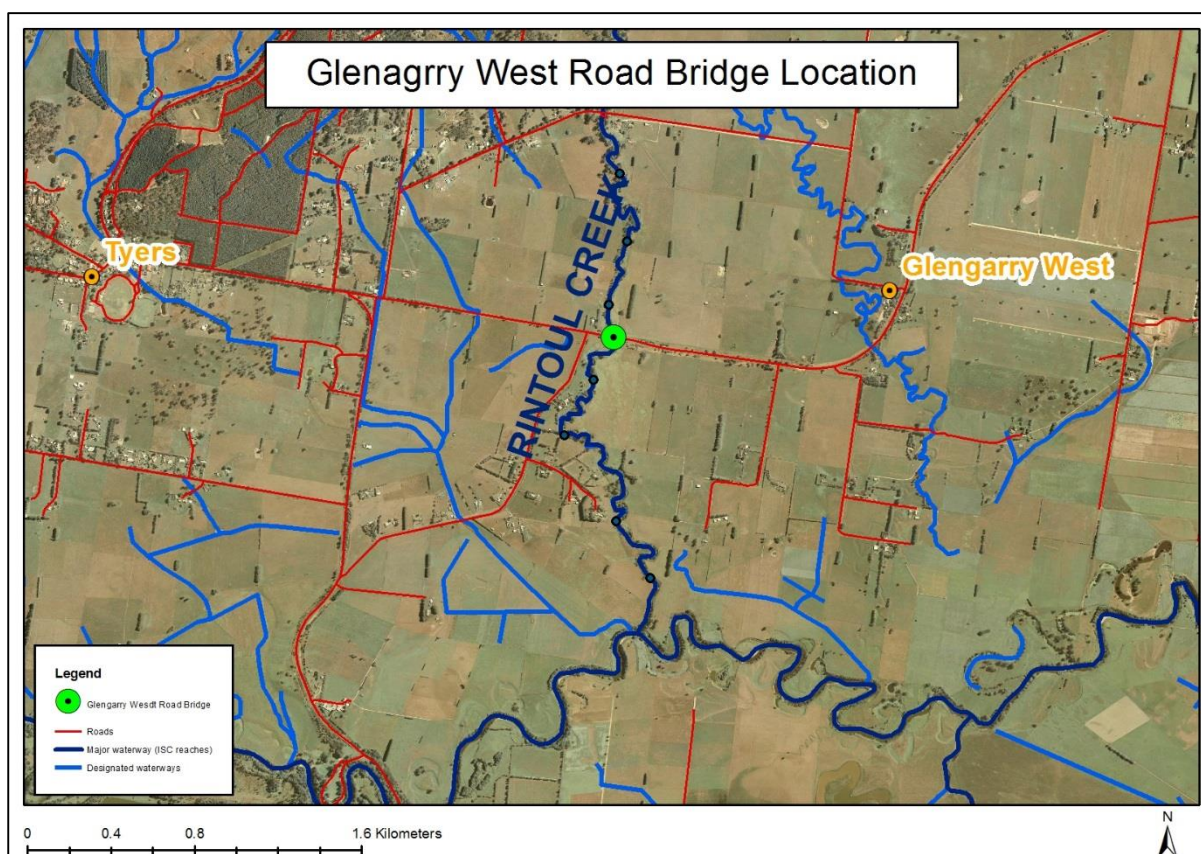 Glenagrry West Road Bridge Location
RINTOUL CREEK
Tyers
Glengarry West
Legend
Glengarry Wesdt Road Bridge
Roads
Major waterway (ISC reaches)
Designated waterways
0 0.4 0.8 1.6 Kilometers
N